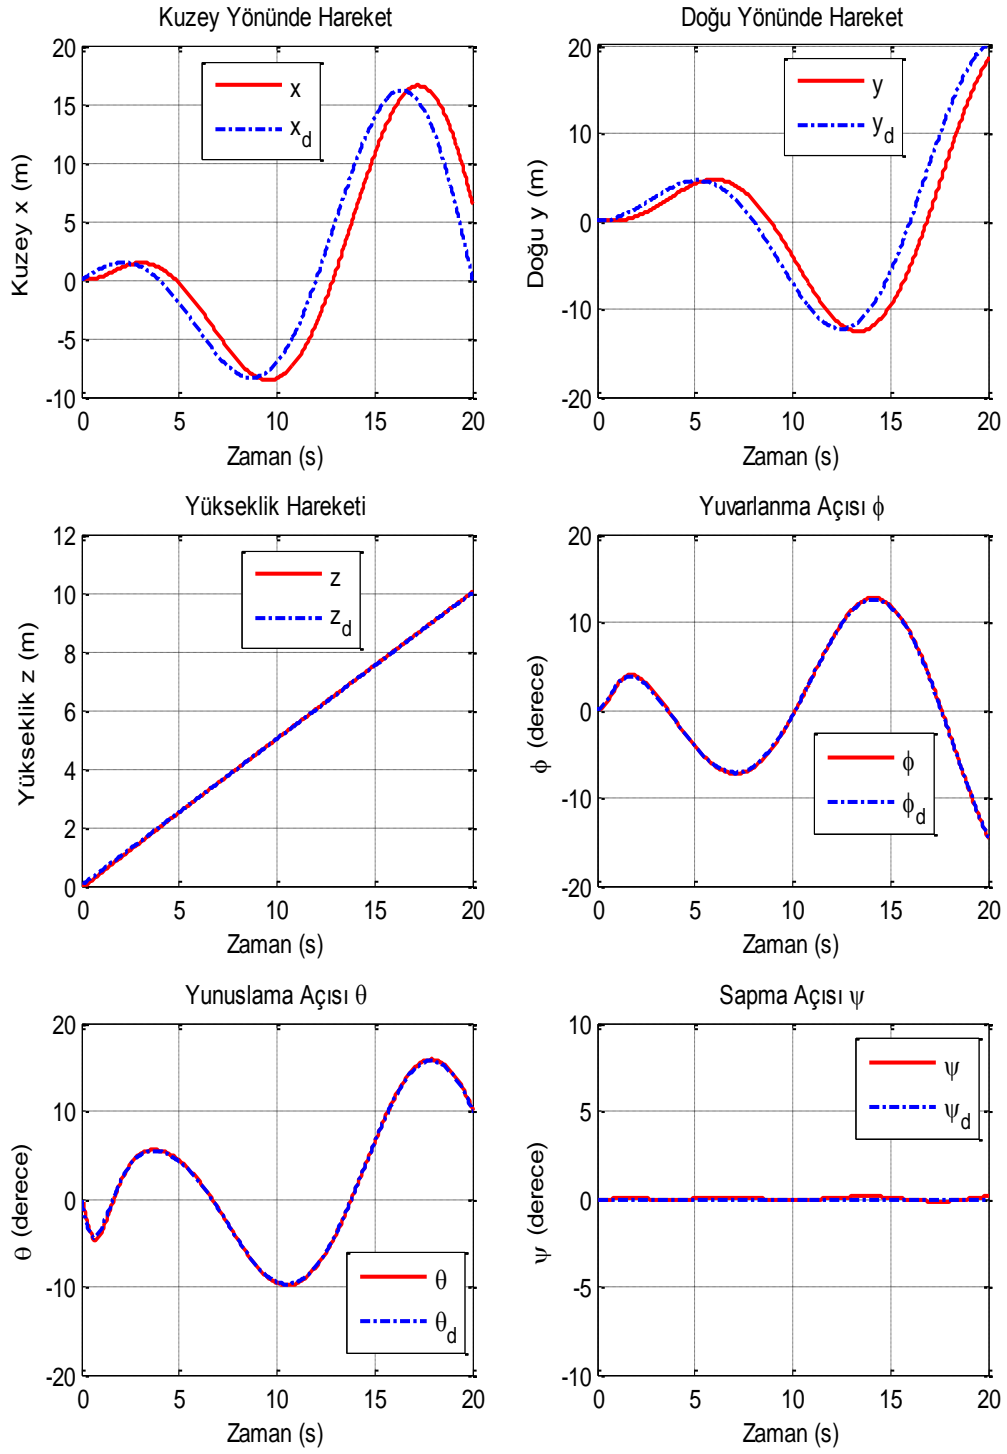 Kuzey Yönünde Hareket
20
15
10
5
0
-5
-10
Kuzey x (m)
x
x_d
0 5 10 15 20
Zaman (s)
Doğu Yönünde Hareket
20
10
0
-10
-20
Doğu y (m)
y
y_d
0 5 10 15 20
Zaman (s)
Yükseklik Hareketi
12
10
8
6
4
2
0
Yükseklik z (m)
z
z_d
0 5 10 15 20
Zaman (s)
Yuvarlanma Açısı ϕ
20
10
0
-10
-20
ϕ (derece)
ϕ
ϕ_d
0 5 10 15 20
Zaman (s)
Yunuslama Açısı θ
20
10
0
-10
-20
θ (derece)
θ
θ_d
0 5 10 15 20
Zaman (s)
Sapma Açısı ψ
10
5
0
-5
-10
ψ (derece)
ψ
ψ_d
0 5 10 15 20
Zaman (s)